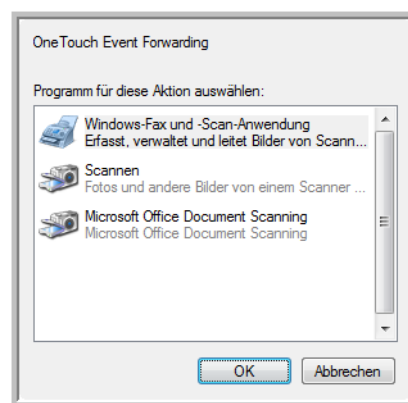 OneTouch Event Forwarding
Programm für diese Aktion auswählen:
Windows-Fax und -Scan-Anwendung
Erfasst, verwaltet und leitet Bilder von Scann...
Scannen
Fotos und andere Bilder von einem Scanner ...
Microsoft Office Document Scanning
Microsoft Office Document Scanning
OK Abbrechen